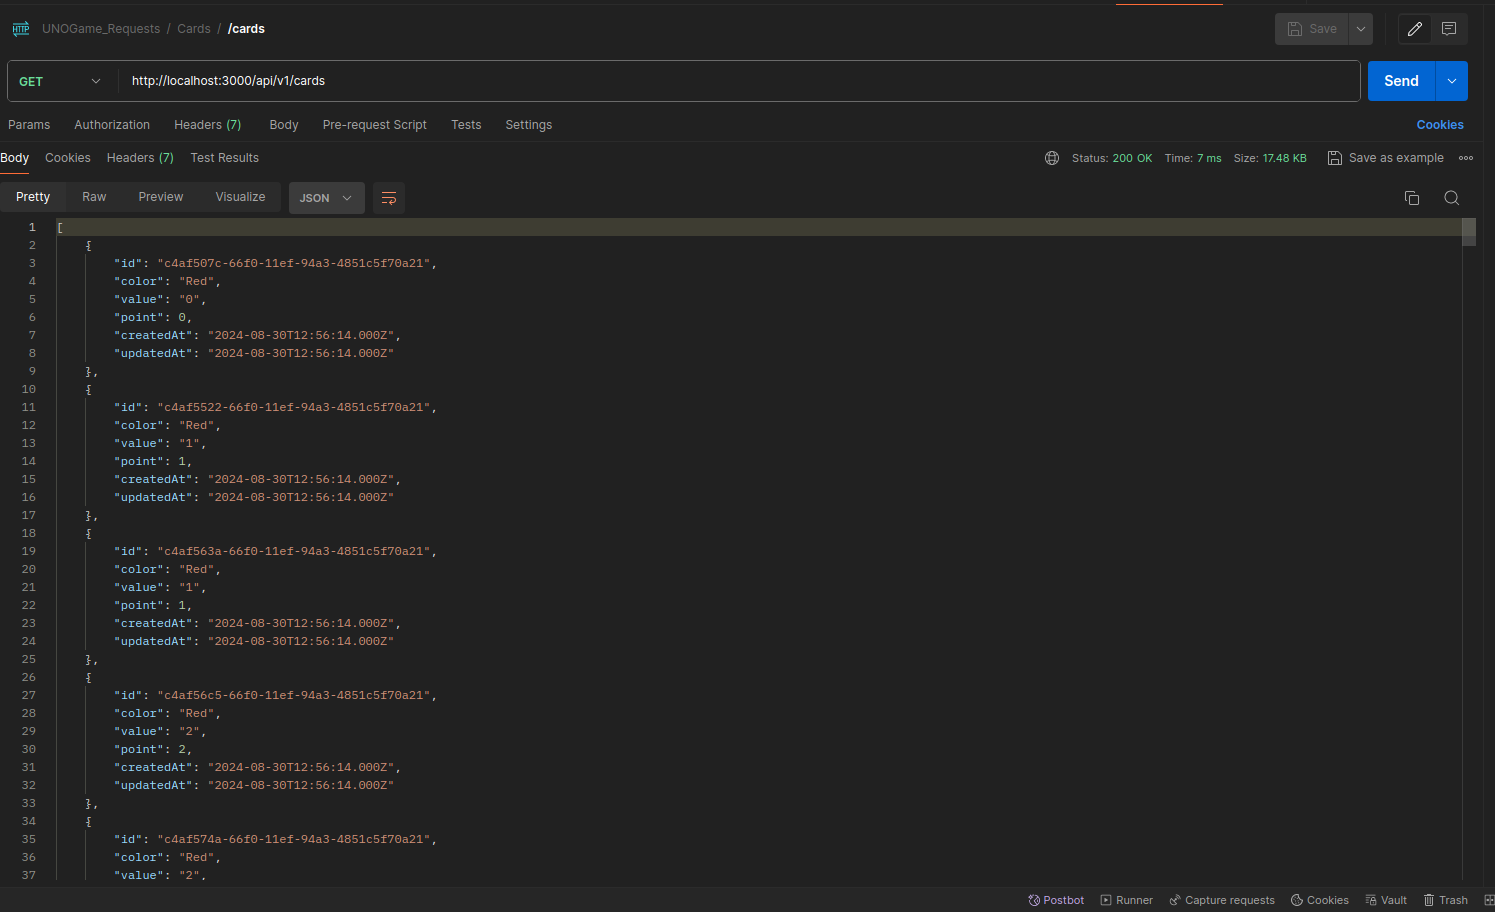 HTTP UNOGame_Requests / Cards / /cards Save
GET http://localhost:3000/api/v1/cards Send
Params Authorization Headers (7) Body Pre-request Script Tests Settings Cookies
Body Cookies Headers (7) Test Results Status: 200 OK Time: 7 ms Size: 17.48 KB Save as example
Pretty Raw Preview Visualize JSON
1 [
2 {
3 "id": "c4af507c-66f0-11ef-94a3-4851c5f70a21",
4 "color": "Red",
5 "value": "0",
6 "point": 0,
7 "createdAt": "2024-08-30T12:56:14.000Z",
8 "updatedAt": "2024-08-30T12:56:14.000Z"
9 },
10 {
11 "id": "c4af5522-66f0-11ef-94a3-4851c5f70a21",
12 "color": "Red",
13 "value": "1",
14 "point": 1,
15 "createdAt": "2024-08-30T12:56:14.000Z",
16 "updatedAt": "2024-08-30T12:56:14.000Z"
17 },
18 {
19 "id": "c4af563a-66f0-11ef-94a3-4851c5f70a21",
20 "color": "Red",
21 "value": "1",
22 "point": 1,
23 "createdAt": "2024-08-30T12:56:14.000Z",
24 "updatedAt": "2024-08-30T12:56:14.000Z"
25 },
26 {
27 "id": "c4af56c5-66f0-11ef-94a3-4851c5f70a21",
28 "color": "Red",
29 "value": "2",
30 "point": 2,
31 "createdAt": "2024-08-30T12:56:14.000Z",
32 "updatedAt": "2024-08-30T12:56:14.000Z"
33 },
34 {
35 "id": "c4af574a-66f0-11ef-94a3-4851c5f70a21",
36 "color": "Red",
37 "value": "2",
Postbot Runner Capture requests Cookies Vault Trash